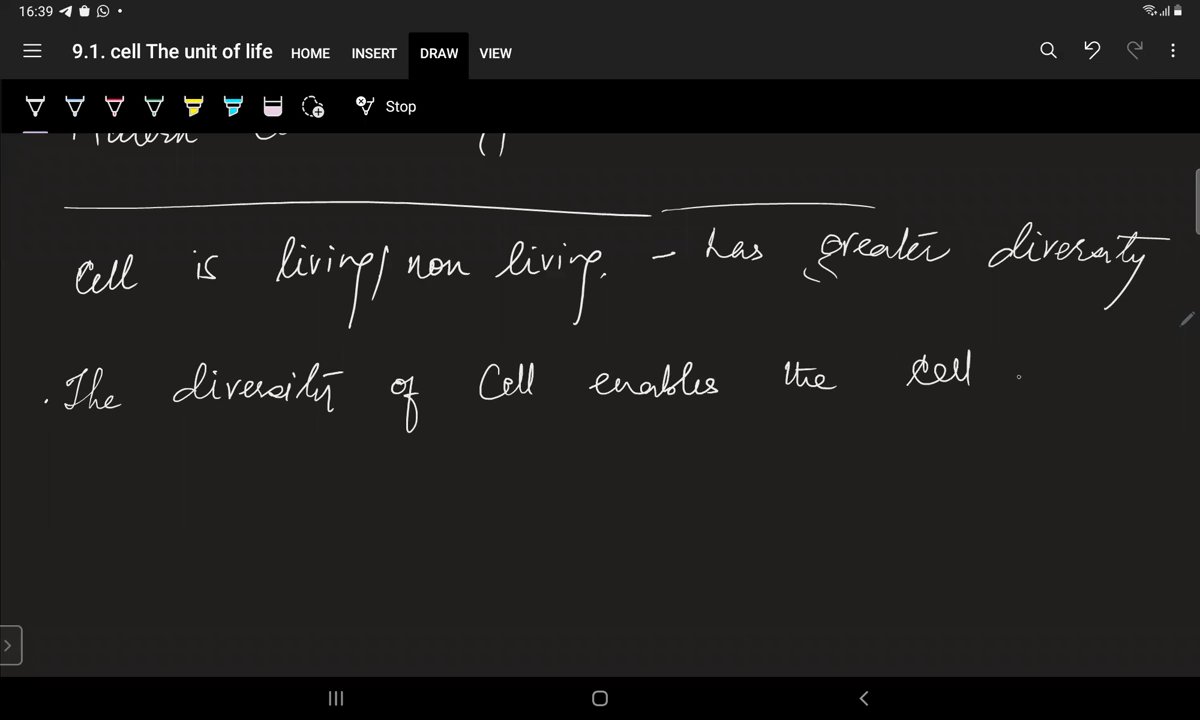 16:39
9.1. cell The unit of life HOME INSERT DRAW VIEW
Stop
cell is living/non living. - has greater diversity
. The diversity of Cell enables the cell